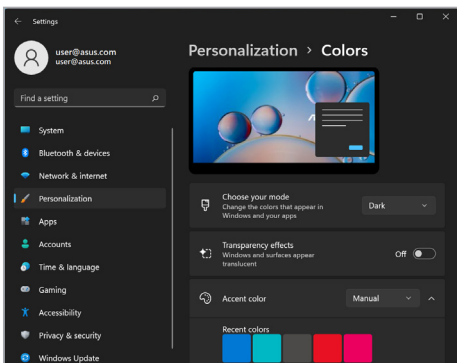 Settings
user@asus.com
user@asus.com
Find a setting
System
Bluetooth & devices
Network & internet
Personalization
Apps
Accounts
Time & language
Gaming
Accessibility
Privacy & security
Windows Update
Personalization > Colors
Choose your mode
Change the colors that appear in
Windows and your apps
Dark
Transparency effects
Windows and surfaces appear
translucent
Off
Accent color
Manual
Recent colors